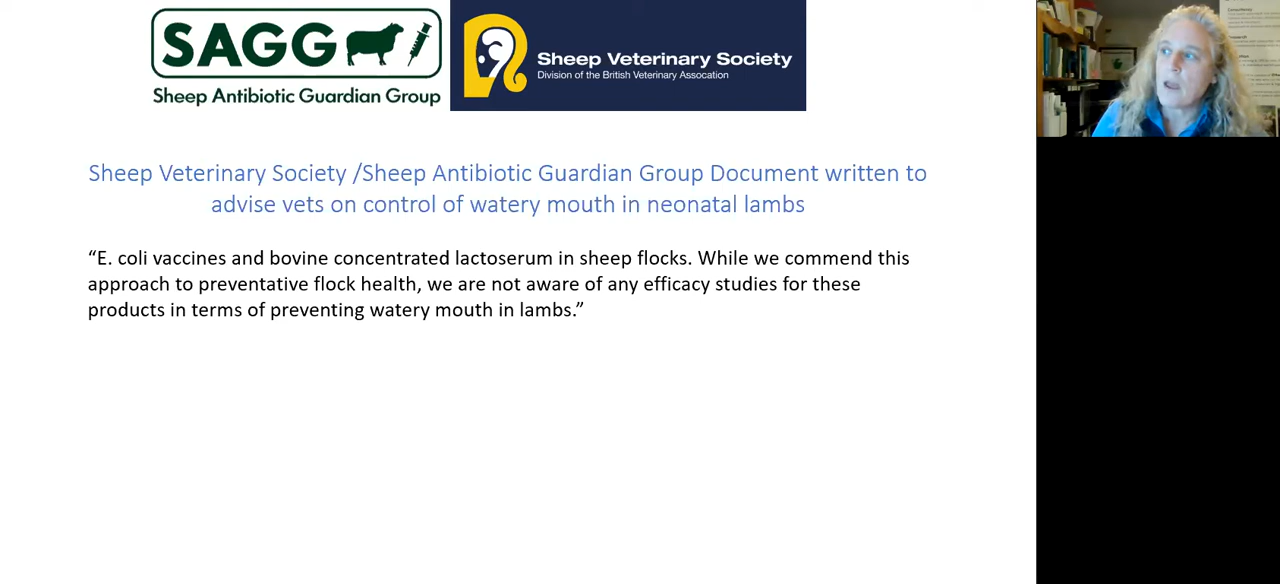 SAGG
Sheep Antibiotic Guardian Group
Sheep Veterinary Society
Division of the British Veterinary Assocation
Sheep Veterinary Society /Sheep Antibiotic Guardian Group Document written to
advise vets on control of watery mouth in neonatal lambs
“E. coli vaccines and bovine concentrated lactoserum in sheep flocks. While we commend this
approach to preventative flock health, we are not aware of any efficacy studies for these
products in terms of preventing watery mouth in lambs.”